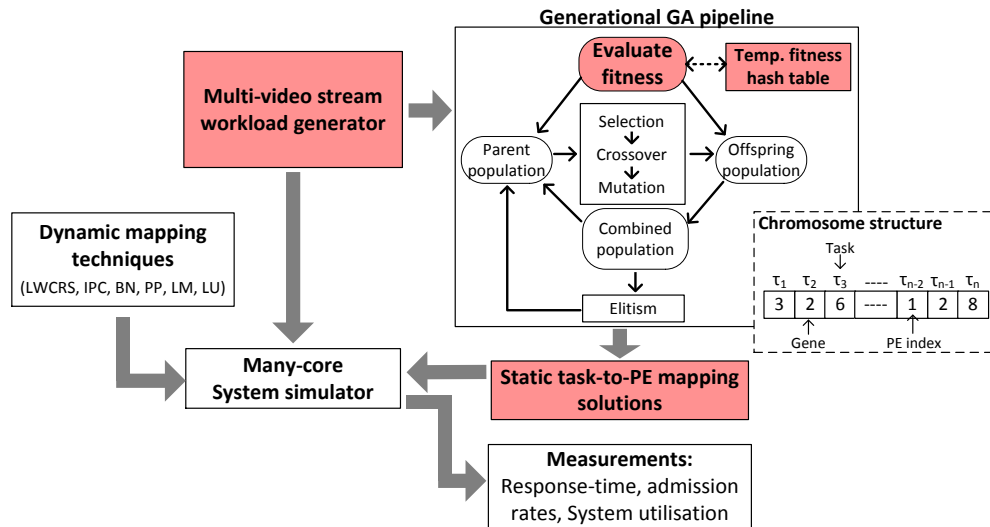 Generational GA pipeline
Evaluate
fitness
Temp. fitness
hash table
Multi-video stream
workload generator
Selection
Crossover
Mutation
Parent
population
Offspring
population
Combined
population
Elitism
Dynamic mapping
techniques
(LWCRS, IPC, BN, PP, LM, LU)
Chromosome structure
Task
τ1 τ2 τ3 ---- τn-2 τn-1 τn
3 2 6 ---- 1 2 8
Gene PE index
Many-core
System simulator
Static task-to-PE mapping
solutions
Measurements:
Response-time, admission
rates, System utilisation